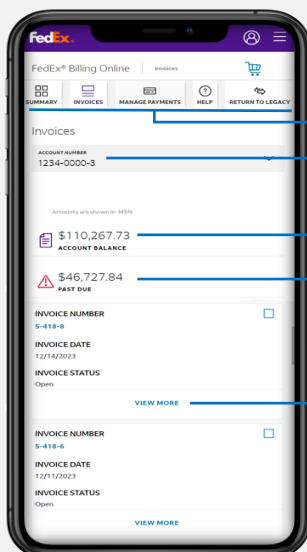 FedEx.
FedEx® Billing Online Invoices
SUMMARY INVOICES MANAGE PAYMENTS HELP RETURN TO LEGACY
Invoices
ACCOUNT NUMBER
1234-0000-3
Amounts are shown in MXN
$110,267.73
ACCOUNT BALANCE
$46,727.84
PAST DUE
INVOICE NUMBER
5-418-8
INVOICE DATE
12/14/2023
INVOICE STATUS
Open
VIEW MORE
INVOICE NUMBER
5-418-6
INVOICE DATE
12/11/2023
INVOICE STATUS
Open
VIEW MORE